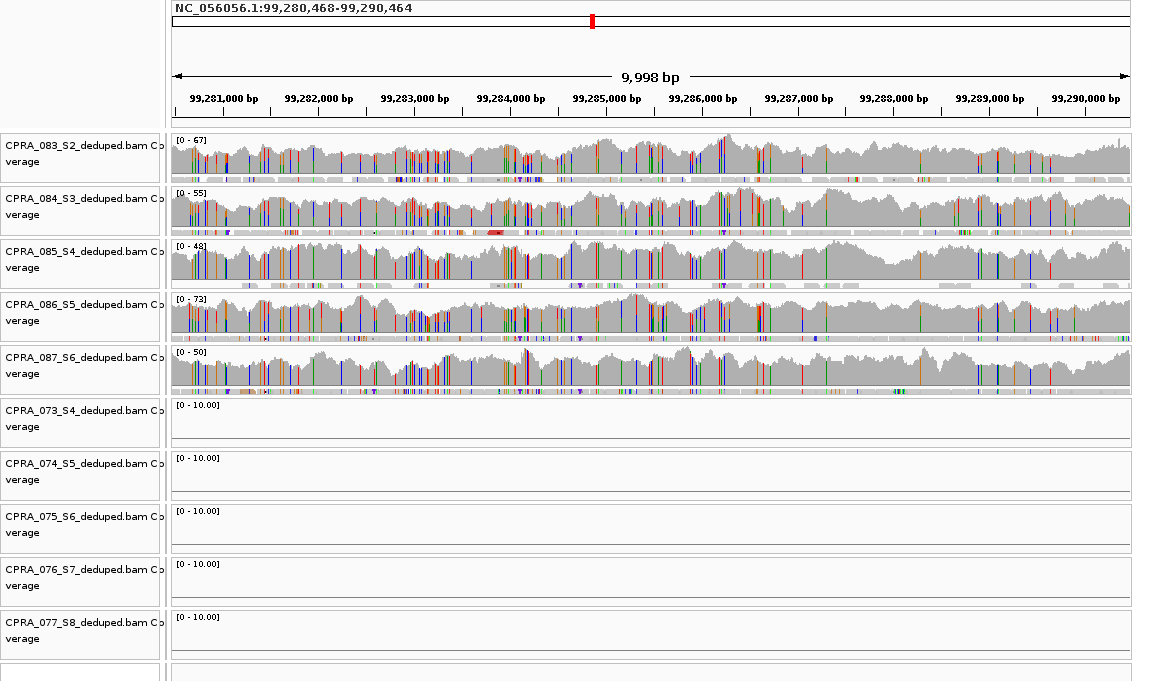 NC_056056.1:99,280,468-99,290,464
9,998 bp
99,281,000 bp 99,282,000 bp 99,283,000 bp 99,284,000 bp 99,285,000 bp 99,286,000 bp 99,287,000 bp 99,288,000 bp 99,289,000 bp 99,290,000 bp
CPRA_083_S2_deduped.bam Co
verage
[0 - 67]
CPRA_084_S3_deduped.bam Co
verage
[0 - 55]
CPRA_085_S4_deduped.bam Co
verage
[0 - 48]
CPRA_086_S5_deduped.bam Co
verage
[0 - 73]
CPRA_087_S6_deduped.bam Co
verage
[0 - 50]
CPRA_073_S4_deduped.bam Co
verage
[0 - 10.00]
CPRA_074_S5_deduped.bam Co
verage
[0 - 10.00]
CPRA_075_S6_deduped.bam Co
verage
[0 - 10.00]
CPRA_076_S7_deduped.bam Co
verage
[0 - 10.00]
CPRA_077_S8_deduped.bam Co
verage
[0 - 10.00]